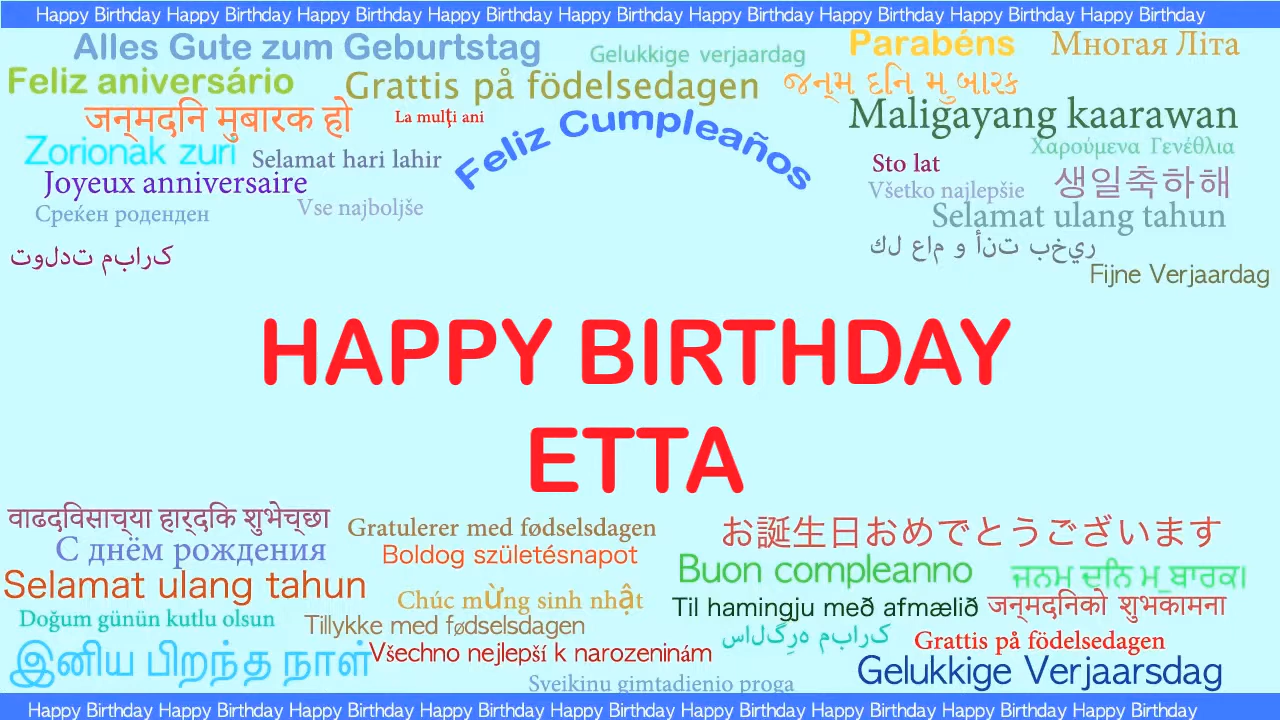 Happy Birthday Happy Birthday Happy Birthday Happy Birthday Happy Birthday Happy Birthday Happy Birthday Happy Birthday Happy Birthday
Alles Gute zum Geburtstag
Gelukkige verjaardag
Parabéns
Многая Літа
Feliz aniversário
Grattis på födelsedagen
જન્મ દિન મુબારક
जन्मदिन मुबारक हो
La mulţi ani
Feliz Cumpleaños
Maligayang kaarawan
Zorionak zuri
Selamat hari lahir
Χαρούμενα Γενέθλια
Sto lat
Joyeux anniversaire
Všetko najlepšie
생일축하해
Среќен роденден
Vse najboljše
Selamat ulang tahun
تولدت مبارک
كل عام و أنت بخير
Fijne Verjaardag
HAPPY BIRTHDAY
ETTA
वाढदिवसाच्या हार्दिक शुभेच्छा
Gratulerer med fødselsdagen
お誕生日おめでとうございます
С днём рождения
Boldog születésnapot
Buon compleanno
ਜਨਮ ਦਿਨ ਮੁਬਾਰਕ।
Selamat ulang tahun
Chúc mừng sinh nhật
Til hamingju með afmælið
जन्मदिनको शुभकामना
Doğum günün kutlu olsun
Tillykke med fødselsdagen
سالگرہ مبارک
Grattis på födelsedagen
இனிய பிறந்த நாள்
Všechno nejlepší k narozeninám
Gelukkige Verjaarsdag
Sveikinu gimtadienio proga
Happy Birthday Happy Birthday Happy Birthday Happy Birthday Happy Birthday Happy Birthday Happy Birthday Happy Birthday Happy Birthday